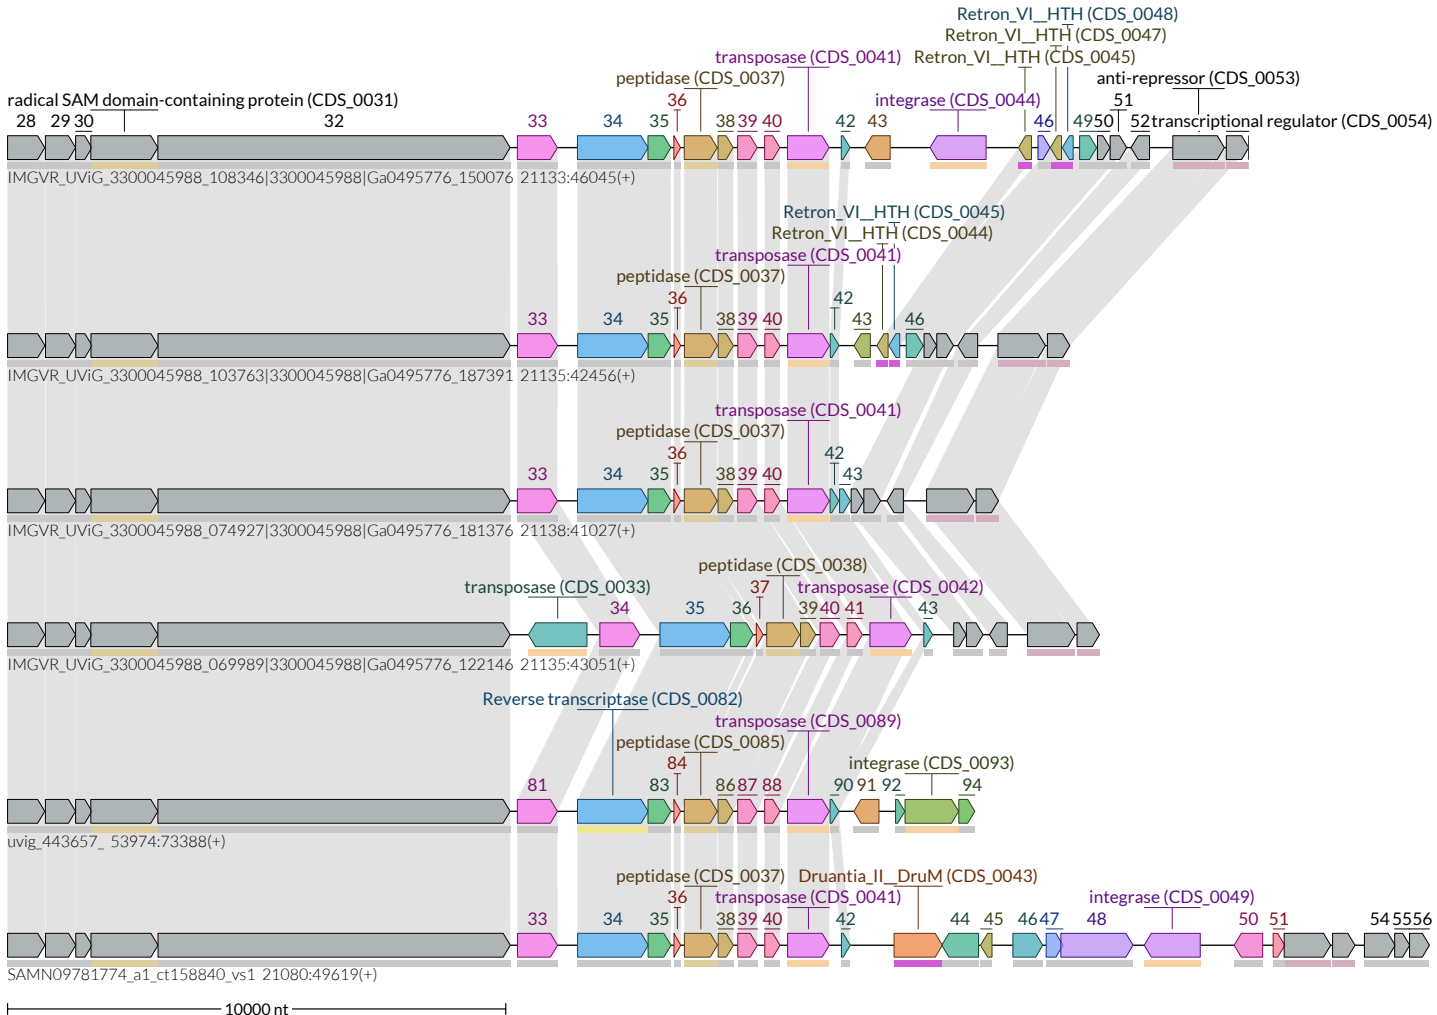 Retron_VI__HTH (CDS_0048)
Retron_VI__HTH (CDS_0047)
transposase (CDS_0041) Retron_VI__HTH (CDS_0045)
peptidase (CDS_0037) anti-repressor (CDS_0053)
radical SAM domain-containing protein (CDS_0031) 36 integrase (CDS_0044) 51
28 29 30 32 33 34 35 38 39 40 42 43 46 49 50 52 transcriptional regulator (CDS_0054)
IMGVR_UViG_3300045988_108346|3300045988|Ga0495776_150076 21133:46045(+)
Retron_VI__HTH (CDS_0045)
Retron_VI__HTH (CDS_0044)
transposase (CDS_0041)
peptidase (CDS_0037)
36 42
33 34 35 38 39 40 43 46
IMGVR_UViG_3300045988_103763|3300045988|Ga0495776_187391 21135:42456(+)
transposase (CDS_0041)
peptidase (CDS_0037)
36 42
33 34 35 38 39 40 43
IMGVR_UViG_3300045988_074927|3300045988|Ga0495776_181376 21138:41027(+)
peptidase (CDS_0038)
transposase (CDS_0033) 37 transposase (CDS_0042)
34 35 36 39 40 41 43
IMGVR_UViG_3300045988_069989|3300045988|Ga0495776_122146 21135:43051(+)
Reverse transcriptase (CDS_0082)
transposase (CDS_0089)
peptidase (CDS_0085)
84 integrase (CDS_0093)
81 83 86 87 88 90 91 92 94
uvig_443657_ 53974:73388(+)
peptidase (CDS_0037) Druantia_II__DruM (CDS_0043)
36 transposase (CDS_0041) integrase (CDS_0049)
33 34 35 38 39 40 42 44 45 46 47 48 50 51 54 55 56
SAMN09781774_a1_ct158840_vs1 21080:49619(+)
10000 nt